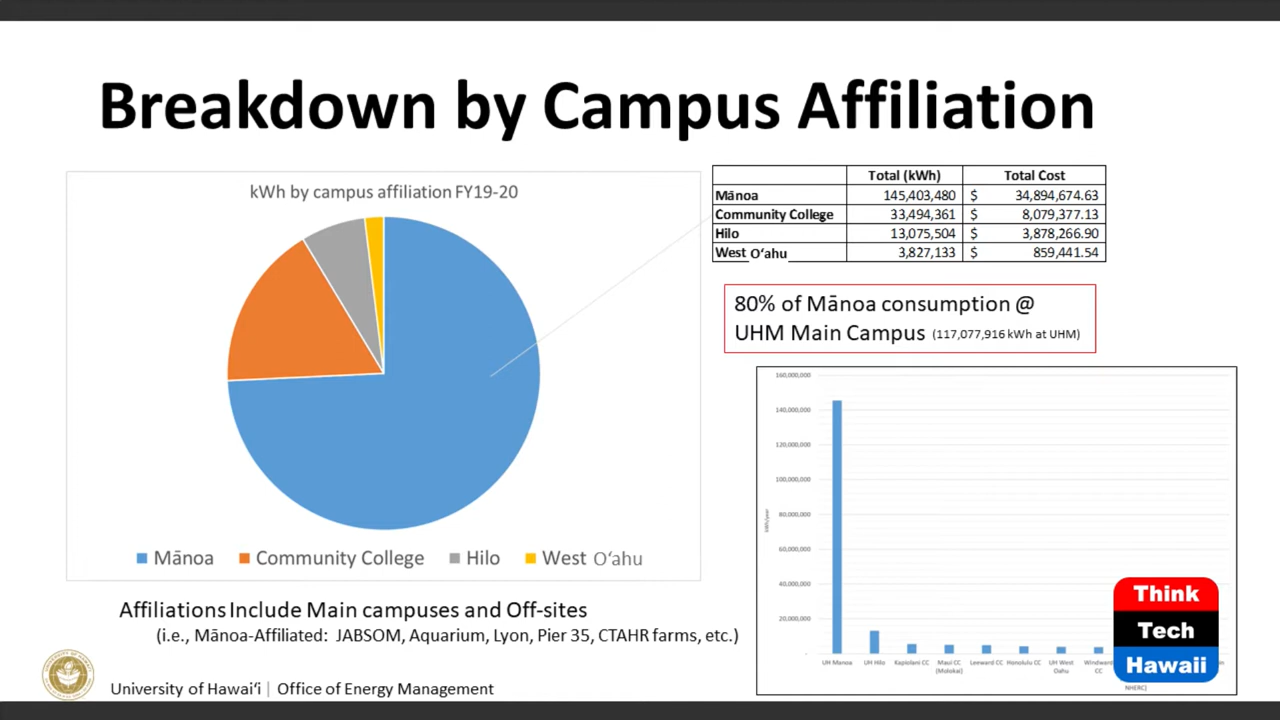 Breakdown by Campus Affiliation
kWh by campus affiliation FY19-20
Mānoa Community College Hilo West Oʻahu
Total (kWh) Total Cost
Mānoa 145,403,480 $ 34,894,674.63
Community College 33,494,361 $ 8,079,377.13
Hilo 13,075,504 $ 3,878,266.90
West Oʻahu 3,827,133 $ 859,441.54
80% of Mānoa consumption @
UHM Main Campus (117,077,916 kWh at UHM)
160,000,000
140,000,000
120,000,000
100,000,000
80,000,000
60,000,000
40,000,000
20,000,000
-
kWh/year
UH Manoa UH Hilo Kapiolani CC Maui CC Leeward CC Honolulu CC UH West Windward
(Molokai) Oahu CC
NHERC)
Think
Tech
Hawaii
Affiliations Include Main campuses and Off-sites
(i.e., Mānoa-Affiliated: JABSOM, Aquarium, Lyon, Pier 35, CTAHR farms, etc.)
University of Hawaiʻi | Office of Energy Management